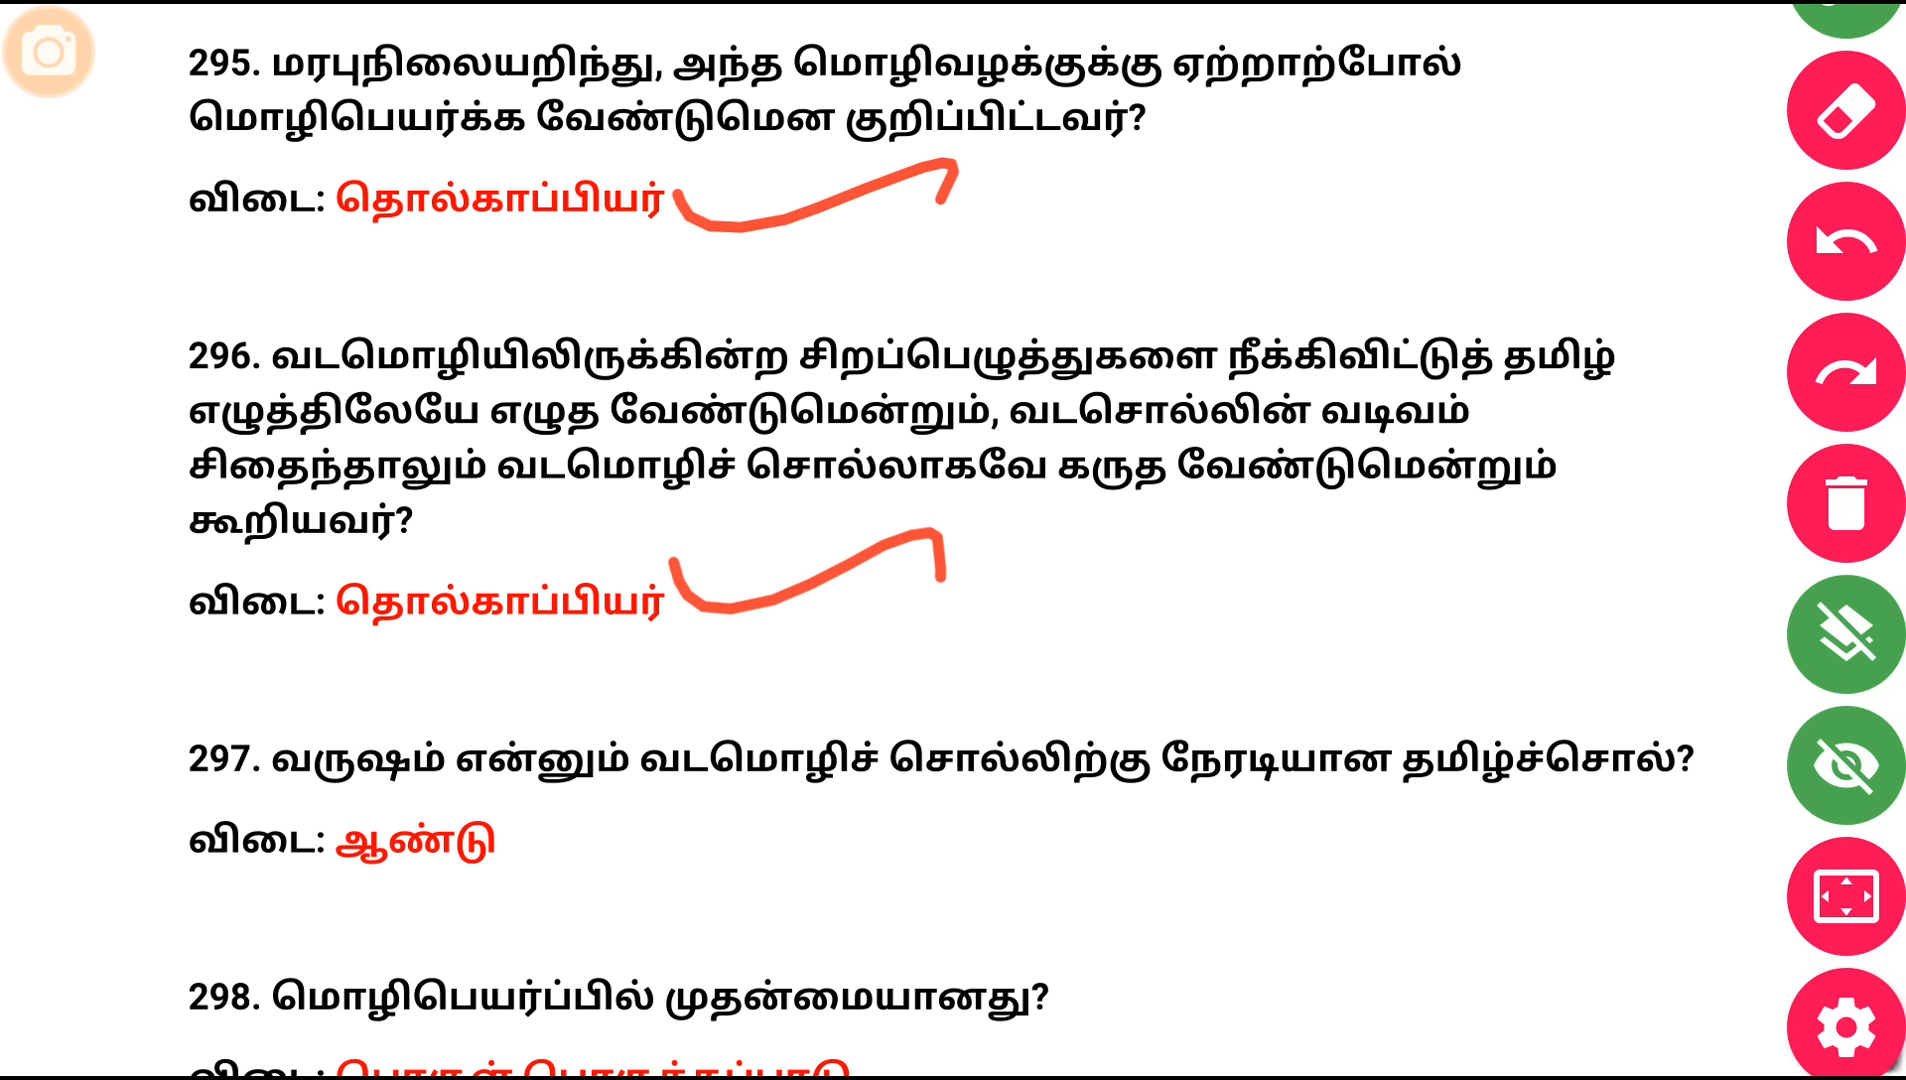 295. மரபுநிலையறிந்து, அந்த மொழிவழக்குக்கு ஏற்றாற்போல்
மொழிபெயர்க்க வேண்டுமென குறிப்பிட்டவர்?
விடை: தொல்காப்பியர்
296. வடமொழியிலிருக்கின்ற சிறப்பெழுத்துகளை நீக்கிவிட்டுத் தமிழ்
எழுத்திலேயே எழுத வேண்டுமென்றும், வடசொல்லின் வடிவம்
சிதைந்தாலும் வடமொழிச் சொல்லாகவே கருத வேண்டுமென்றும்
கூறியவர்?
விடை: தொல்காப்பியர்
297. வருஷம் என்னும் வடமொழிச் சொல்லிற்கு நேரடியான தமிழ்ச்சொல்?
விடை: ஆண்டு
298. மொழிபெயர்ப்பில் முதன்மையானது?
விடை: